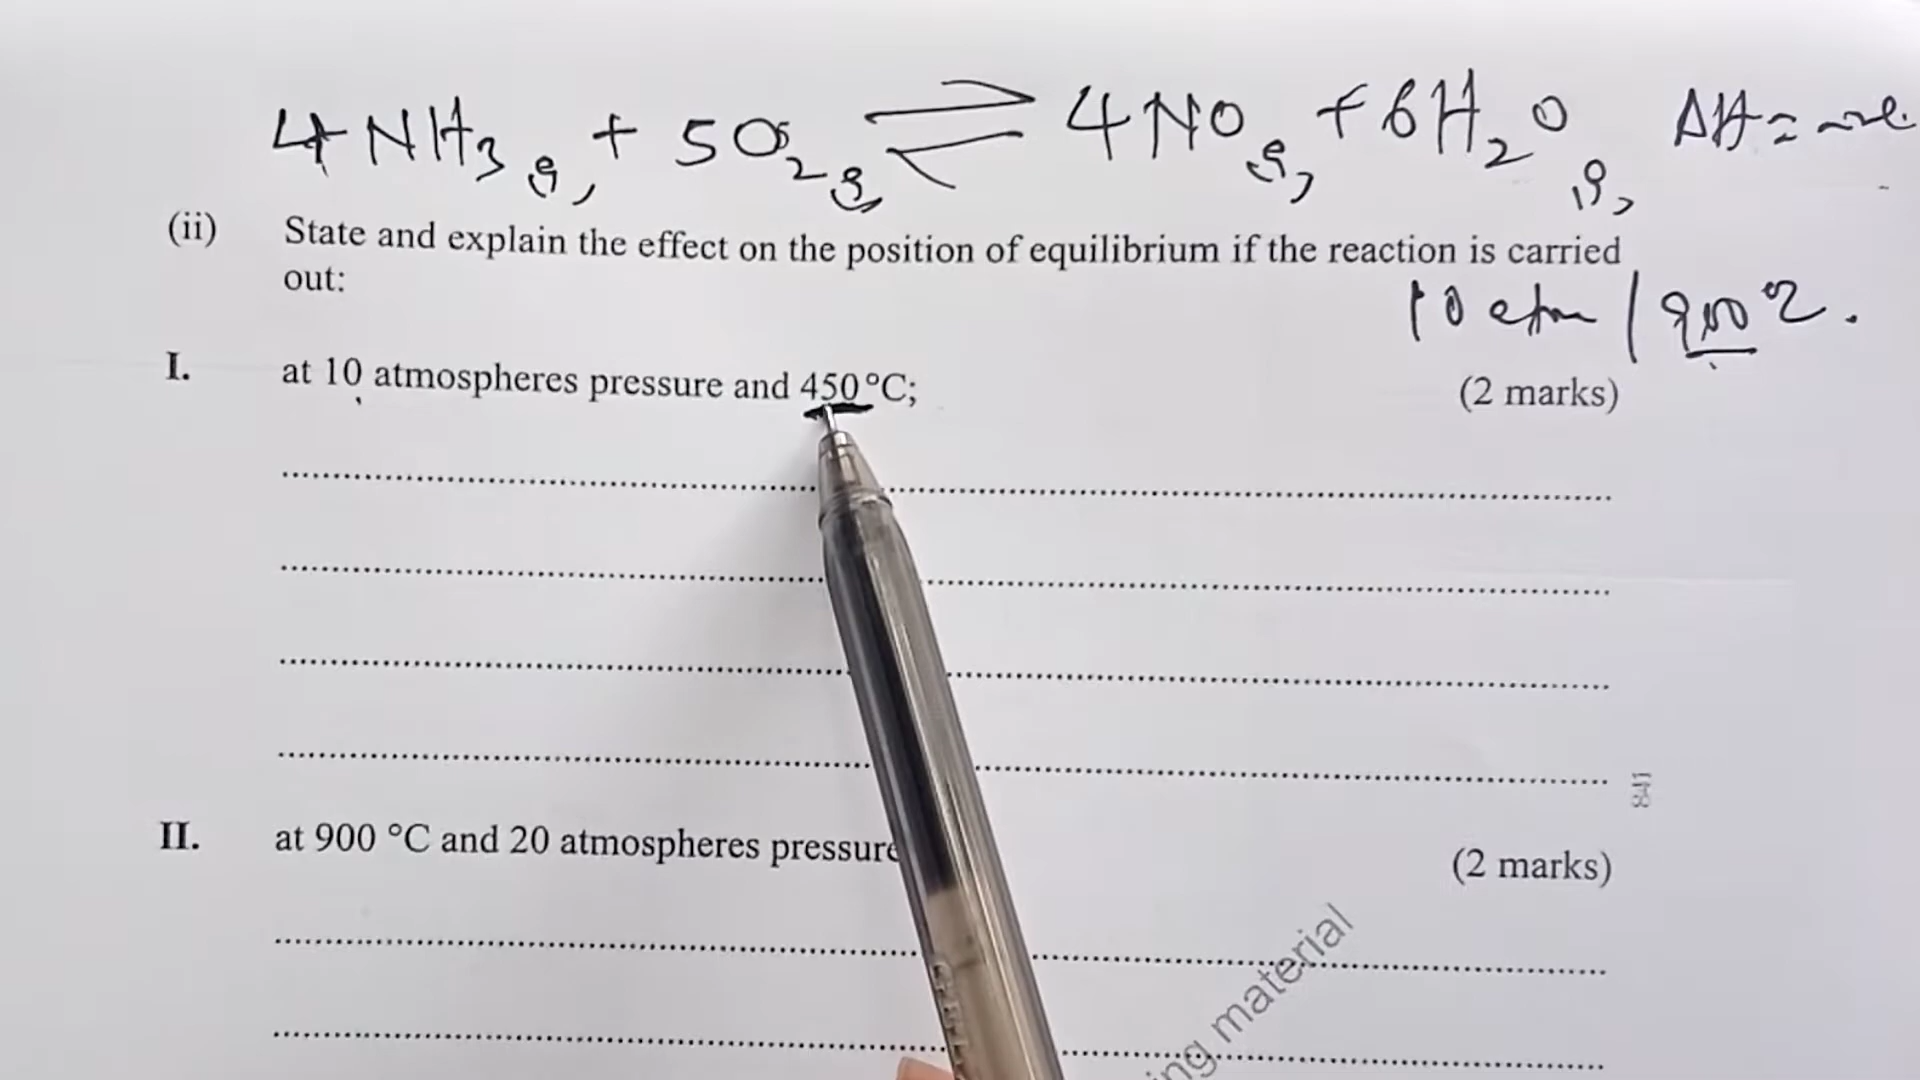 4NH₃(g) + 5O₂(g) ⇌ 4NO(g) + 6H₂O(g) ΔH = -ve.
(ii) State and explain the effect on the position of equilibrium if the reaction is carried
out:
10 atm / 900 °C.
I. at 10 atmospheres pressure and 450 °C; (2 marks)
841
II. at 900 °C and 20 atmospheres pressure (2 marks)
ing material